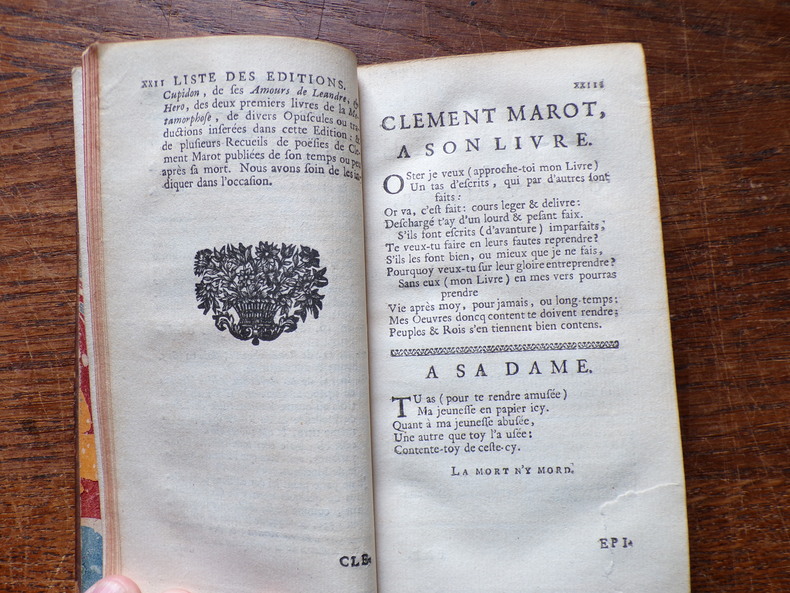 XXII LISTE DES EDITIONS.
Cupidon, de ſes Amours de Leandre, &
Hero, des deux premiers livres de la Mé-
tamorphoſe, de divers Opuſcules ou tra-
ductions inſerées dans cette Edition; &
de pluſieurs Recueils de poëſies de Cle-
ment Marot publiées de ſon temps ou peu
après ſa mort. Nous avons ſoin de les in-
diquer dans l'occaſion.
CLE-
XXIII
CLEMENT MAROT,
A SON LIVRE.
OSter je veux (approche-toi mon Livre)
Un tas d'eſcrits, qui par d'autres ſont
faits:
Or va, c'eſt fait: cours leger & delivre:
Deſchargé t'ay d'un lourd & peſant faix.
S'ils ſont eſcrits (d'avanture) imparfaits,
Te veux-tu faire en leurs fautes reprendre?
S'ils les font bien, ou mieux que je ne fais,
Pourquoy veux-tu ſur leur gloire entreprendre?
Sans eux (mon Livre) en mes vers pourras
prendre
Vie après moy, pour jamais, ou long-temps:
Mes Oeuvres doncq content te doivent rendre;
Peuples & Rois s'en tiennent bien contens.
A SA DAME.
TU as (pour te rendre amuſée)
Ma jeuneſſe en papier icy.
Quant à ma jeuneſſe abuſée,
Une autre que toy l'a uſée:
Contente-toy de ceſte-cy.
LA MORT N'Y MORD.
EPI-